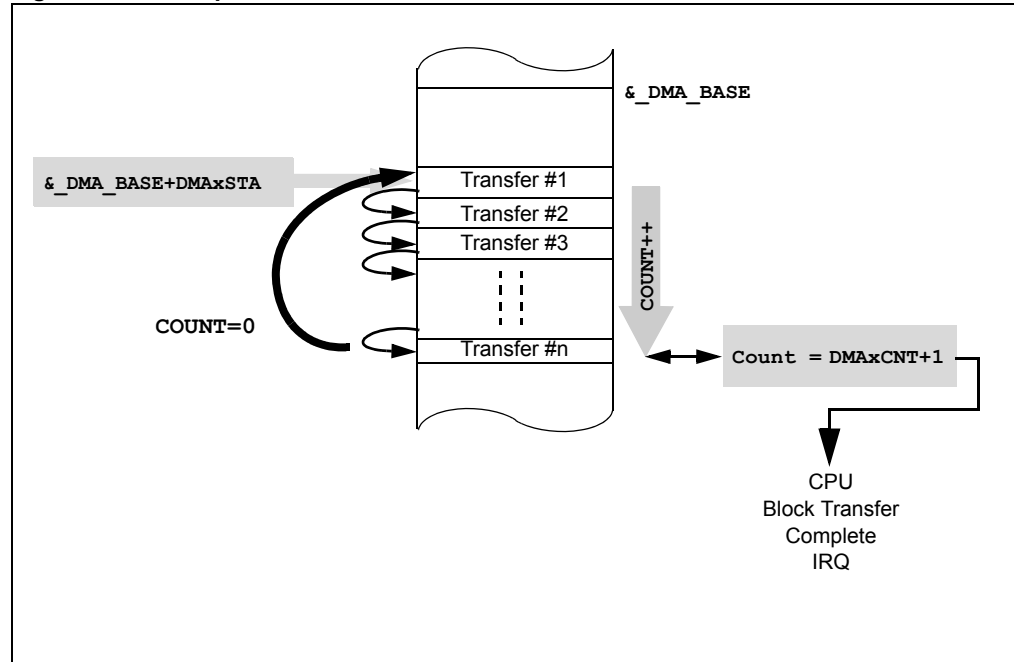 &_DMA_BASE
&_DMA_BASE+DMAxSTA
Transfer #1
Transfer #2
Transfer #3
COUNT++
COUNT=0
Transfer #n
Count = DMAxCNT+1
CPU
Block Transfer
Complete
IRQ